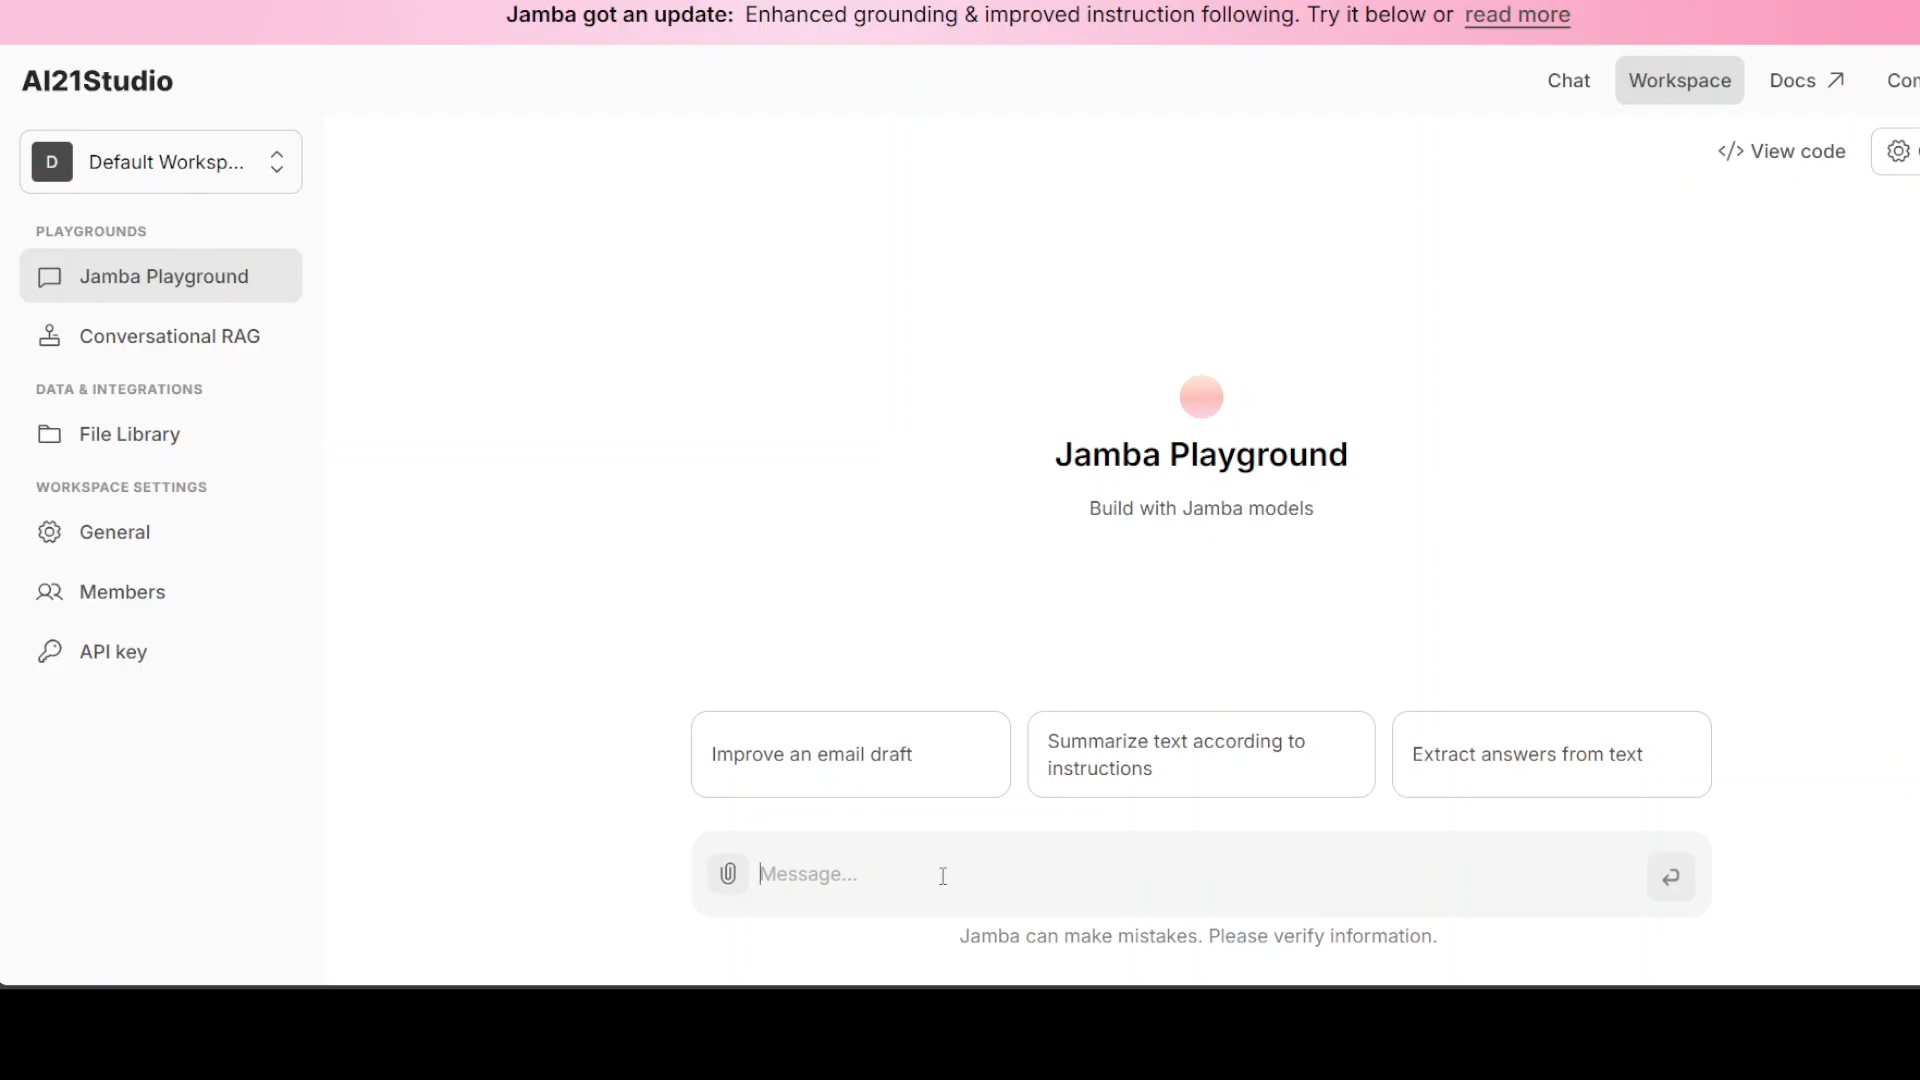 Jamba got an update: Enhanced grounding & improved instruction following. Try it below or read more
AI21Studio
Chat
Workspace
Docs
D
Default Worksp...
</> View code
PLAYGROUNDS
Jamba Playground
Conversational RAG
DATA & INTEGRATIONS
File Library
WORKSPACE SETTINGS
General
Members
API key
Jamba Playground
Build with Jamba models
Improve an email draft
Summarize text according to
instructions
Extract answers from text
Message...
Jamba can make mistakes. Please verify information.